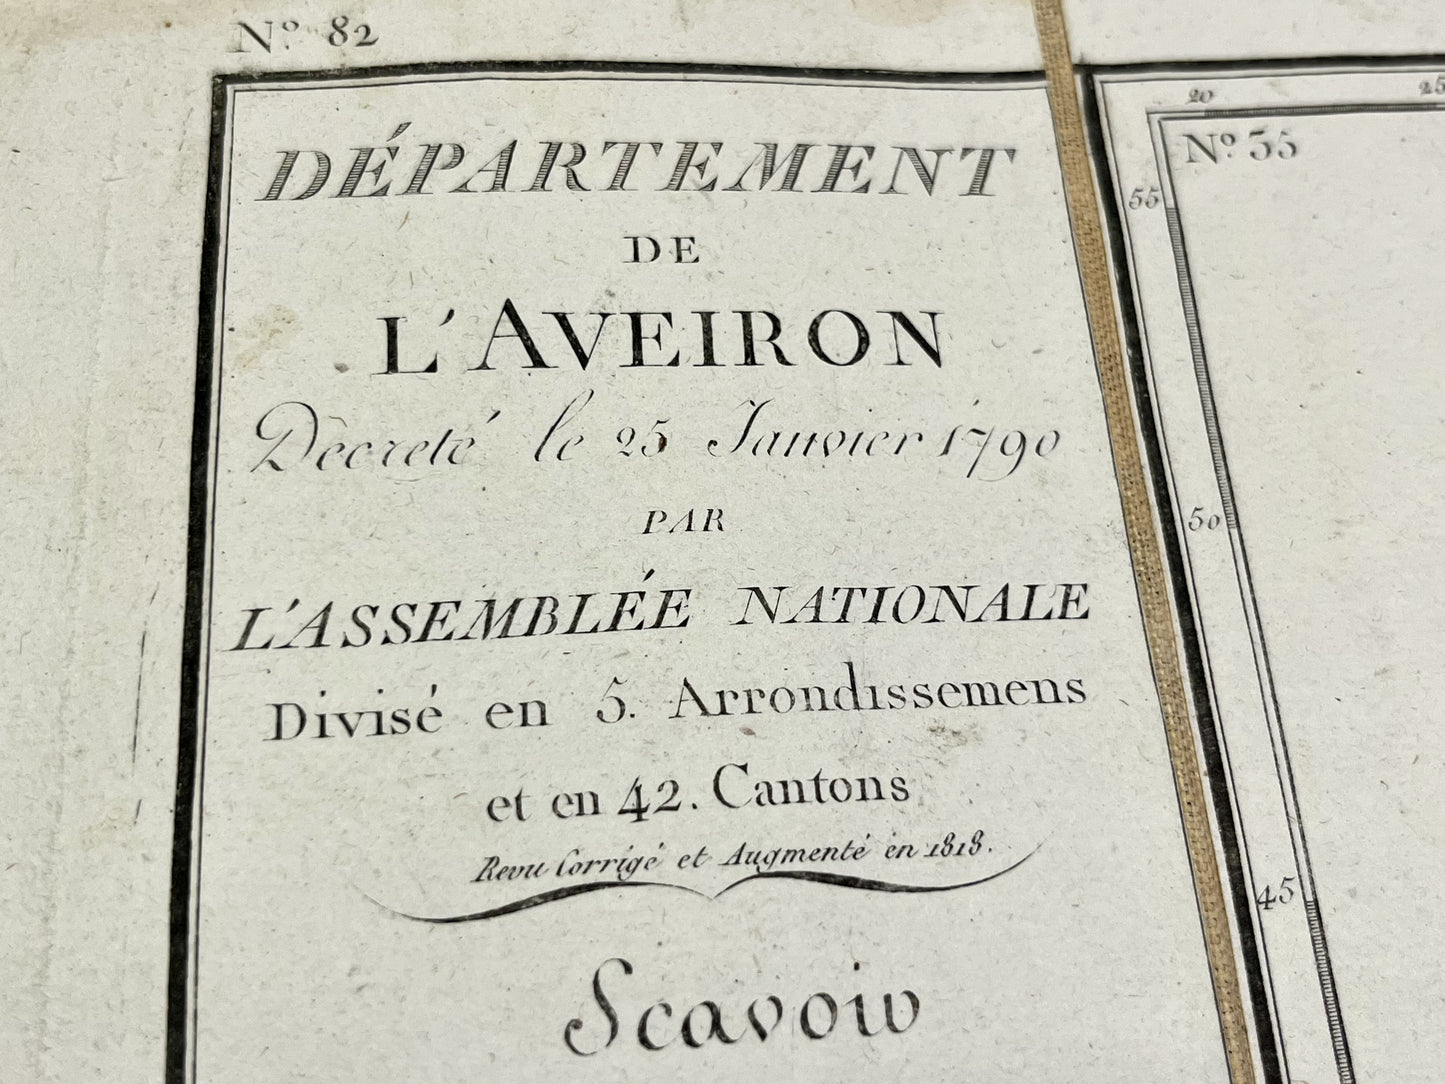 N.º 82
DÉPARTEMENT
DE
L'AVEIRON
Décreté le 25 Janvier 1790
PAR
L'ASSEMBLÉE NATIONALE
Divisé en 5. Arrondissemens
et en 42. Cantons
Revu Corrigé et Augmenté en 1818.
Scavoir
20 25
N.º 35
55
50
45